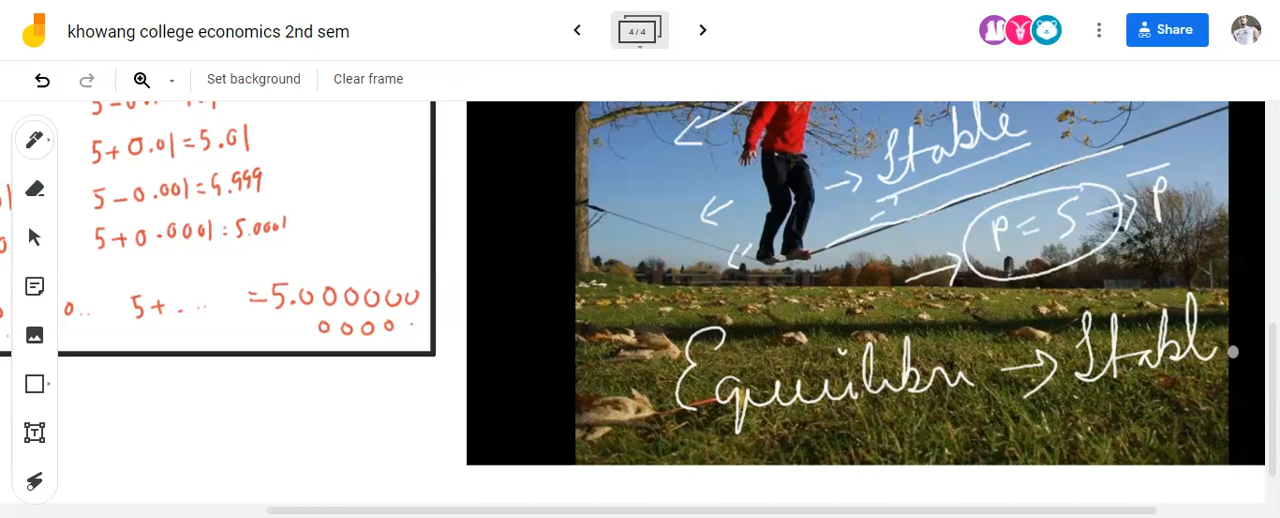 khowang college economics 2nd sem
4 / 4
Share
Set background
Clear frame
5 + 0.01 = 5.01
5 - 0.001 = 4.999
5 + 0.0001 = 5.0001
5 + ... = 5.000000
0000.
→ Stable
P = 5 → P
Equilibriu → Stabl